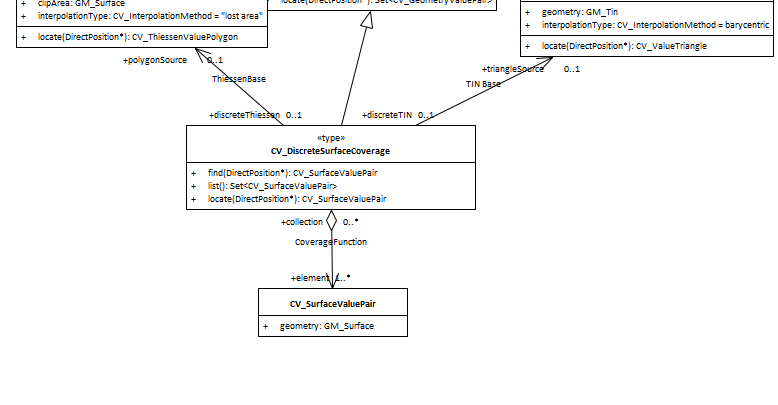 + clipArea: GM_Surface
+ interpolationType: CV_InterpolationMethod = "lost area"
+ locate(DirectPosition*): CV_ThiessenValuePolygon
locate(DirectPosition*): Set<CV_GeometryValuePair>
+ geometry: GM_Tin
+ interpolationType: CV_InterpolationMethod = barycentric
+ locate(DirectPosition*): CV_ValueTriangle
+polygonSource 0..1
ThiessenBase
+triangleSource 0..1
TIN Base
+discreteThiessen 0..1
+discreteTIN 0..1
«type»
CV_DiscreteSurfaceCoverage
+ find(DirectPosition*): CV_SurfaceValuePair
+ list(): Set<CV_SurfaceValuePair>
+ locate(DirectPosition*): CV_SurfaceValuePair
+collection 0..*
CoverageFunction
+element 1..*
CV_SurfaceValuePair
+ geometry: GM_Surface